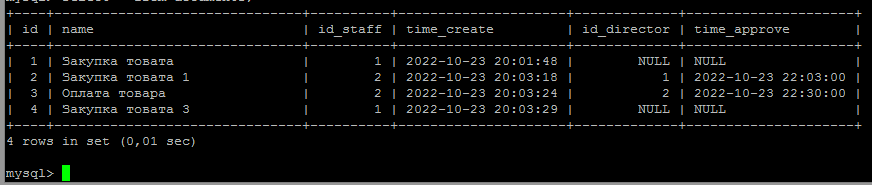 +----+------------------------+----------+---------------------+-------------+---------------------+
| id | name | id_staff | time_create | id_director | time_approve |
+----+------------------------+----------+---------------------+-------------+---------------------+
| 1 | Закупка товата | 1 | 2022-10-23 20:01:48 | NULL | NULL |
| 2 | Закупка товата 1 | 2 | 2022-10-23 20:03:18 | 1 | 2022-10-23 22:03:00 |
| 3 | Оплата товара | 2 | 2022-10-23 20:03:24 | 2 | 2022-10-23 22:30:00 |
| 4 | Закупка товата 3 | 1 | 2022-10-23 20:03:29 | NULL | NULL |
+----+------------------------+----------+---------------------+-------------+---------------------+
4 rows in set (0,01 sec)
mysql>